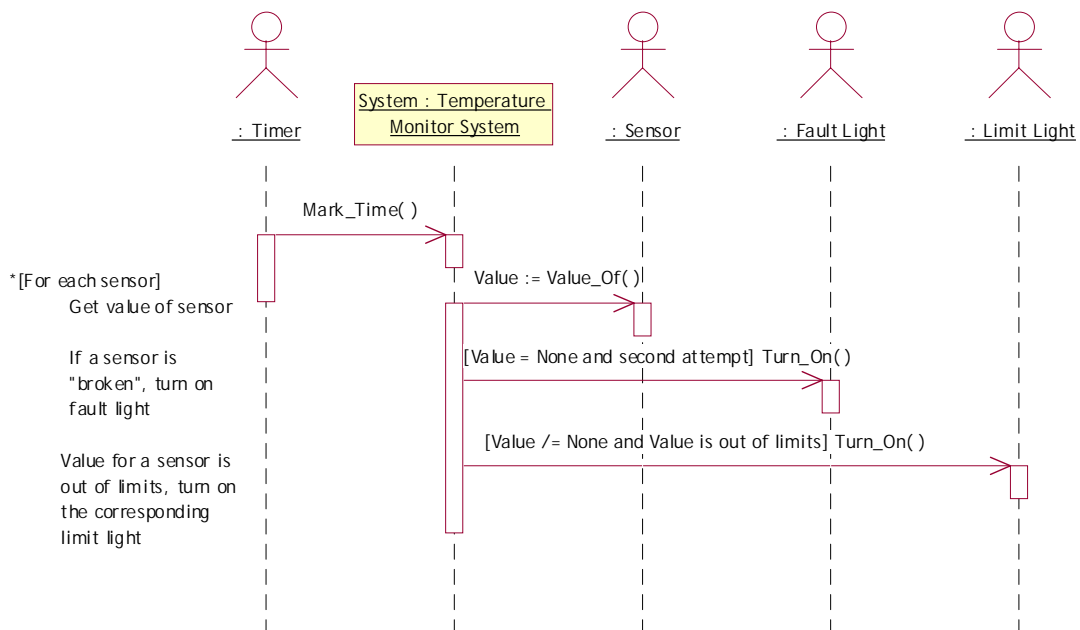 System : Temperature
Monitor System
: Timer
: Sensor
: Fault Light
: Limit Light
Mark_Time( )
*[For each sensor]
Get value of sensor
Value := Value_Of( )
If a sensor is
"broken", turn on
fault light
[Value = None and second attempt] Turn_On( )
[Value /= None and Value is out of limits] Turn_On( )
Value for a sensor is
out of limits, turn on
the corresponding
limit light